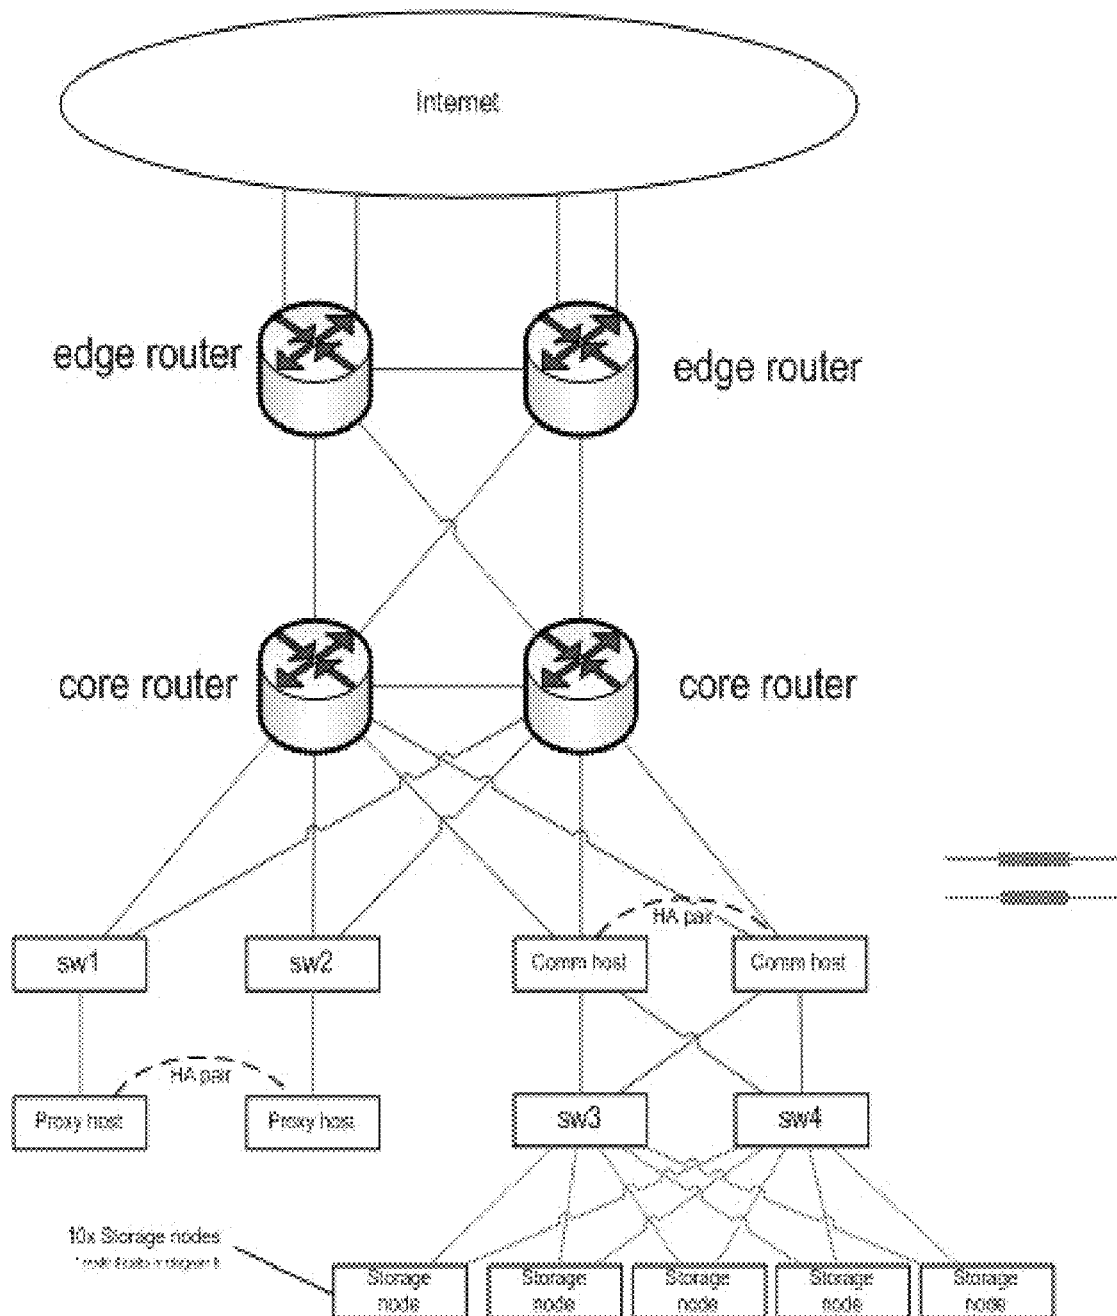 Internet
edge router
edge router
core router
core router
HA pair
sw1
sw2
Comm host
Comm host
HA pair
Proxy host
Proxy host
sw3
sw4
10x Storage nodes
Storage node
Storage node
Storage node
Storage node
Storage node